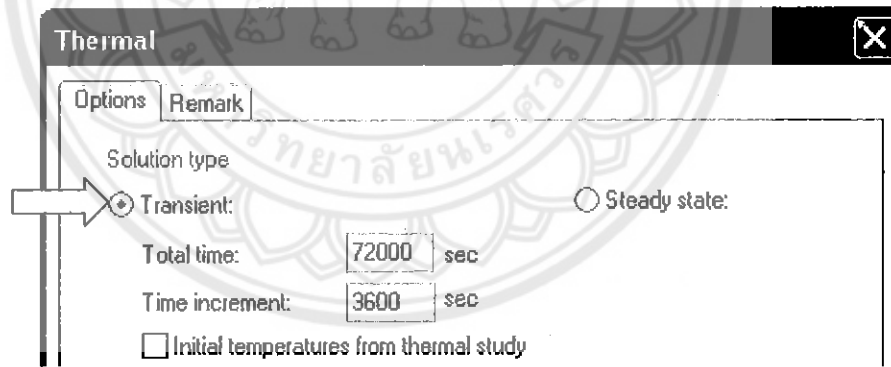 Thermal
Options Remark
Solution type
Transient: Steady state:
Total time: 72000 sec
Time increment: 3600 sec
Initial temperatures from thermal study